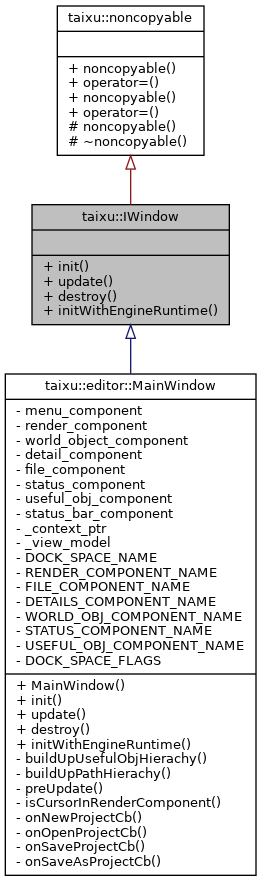 taixu::noncopyable
+ noncopyable()
+ operator=()
+ noncopyable()
+ operator=()
# noncopyable()
# ~noncopyable()
taixu::IWindow
+ init()
+ update()
+ destroy()
+ initWithEngineRuntime()
taixu::editor::MainWindow
- menu_component
- render_component
- world_object_component
- detail_component
- file_component
- status_component
- useful_obj_component
- status_bar_component
- _context_ptr
- _view_model
- DOCK_SPACE_NAME
- RENDER_COMPONENT_NAME
- FILE_COMPONENT_NAME
- DETAILS_COMPONENT_NAME
- WORLD_OBJ_COMPONENT_NAME
- STATUS_COMPONENT_NAME
- USEFUL_OBJ_COMPONENT_NAME
- DOCK_SPACE_FLAGS
+ MainWindow()
+ init()
+ update()
+ destroy()
+ initWithEngineRuntime()
- buildUpUsefulObjHierachy()
- buildUpPathHierachy()
- preUpdate()
- isCursorInRenderComponent()
- onNewProjectCb()
- onOpenProjectCb()
- onSaveProjectCb()
- onSaveAsProjectCb()